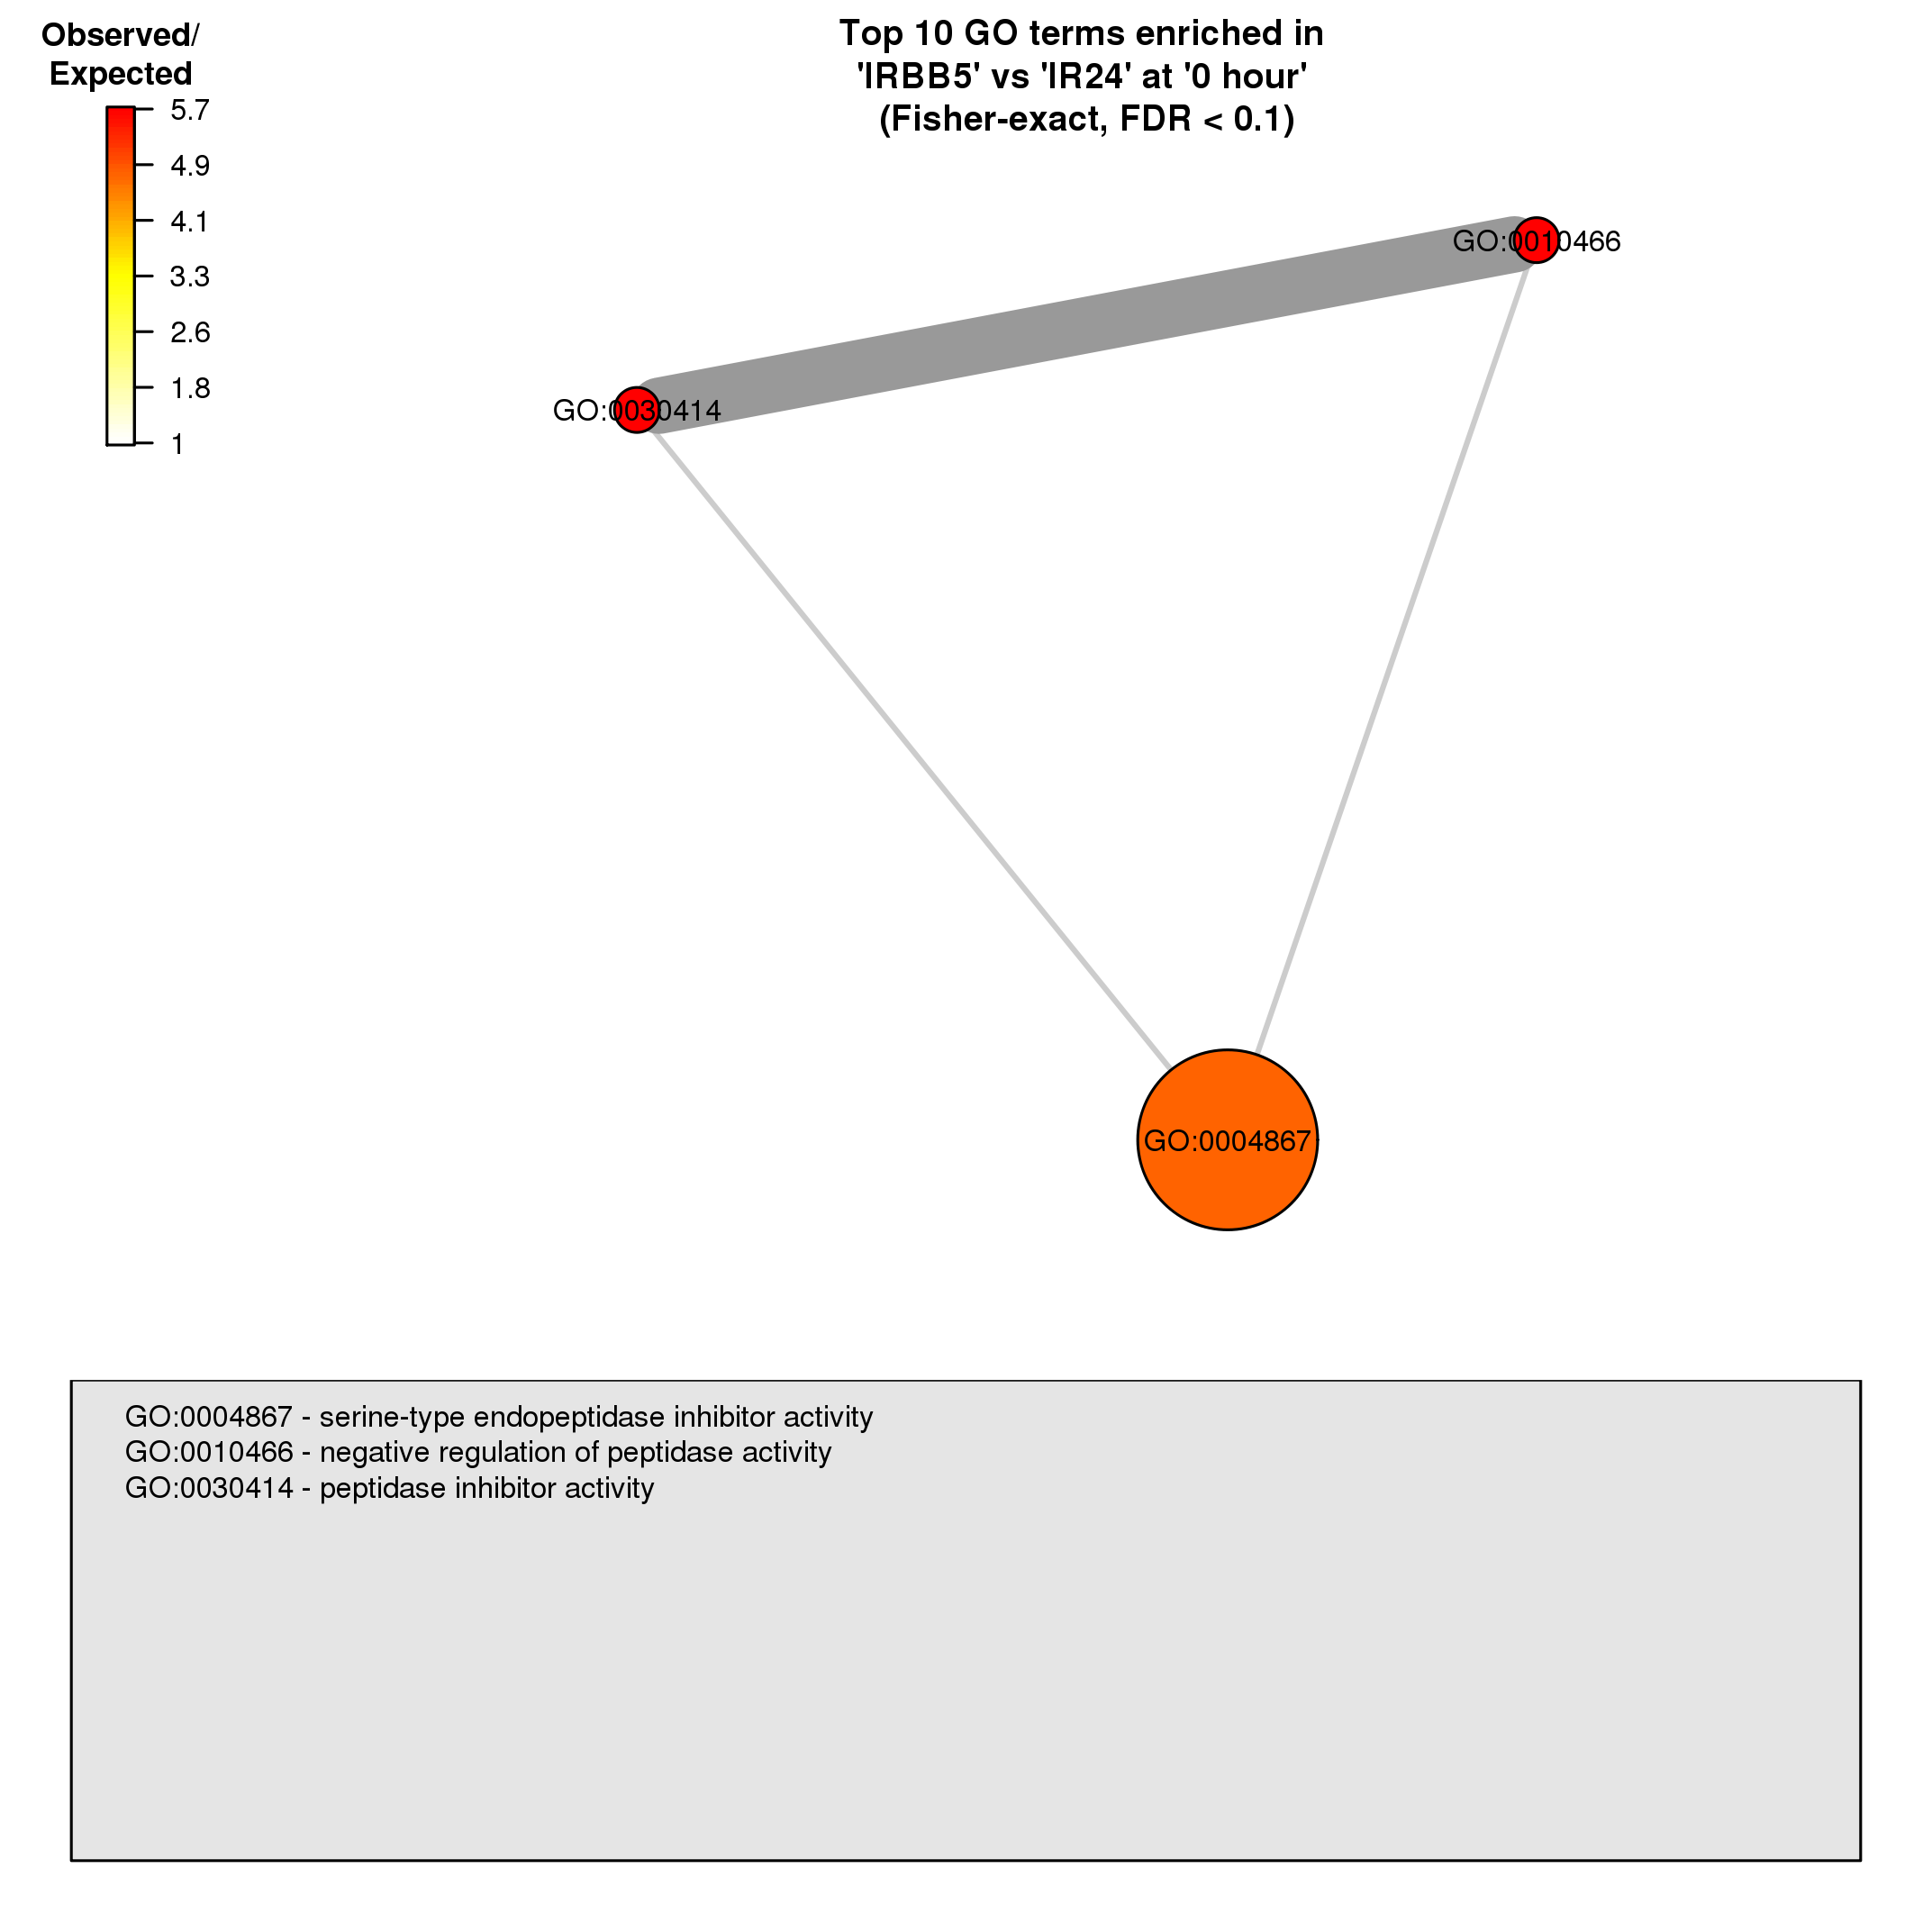 Observed/
Expected
5.7
4.9
4.1
3.3
2.6
1.8
1
Top 10 GO terms enriched in
'IRBB5' vs 'IR24' at '0 hour'
(Fisher-exact, FDR < 0.1)
GO:0010466
GO:0030414
GO:0004867
GO:0004867 - serine-type endopeptidase inhibitor activity
GO:0010466 - negative regulation of peptidase activity
GO:0030414 - peptidase inhibitor activity